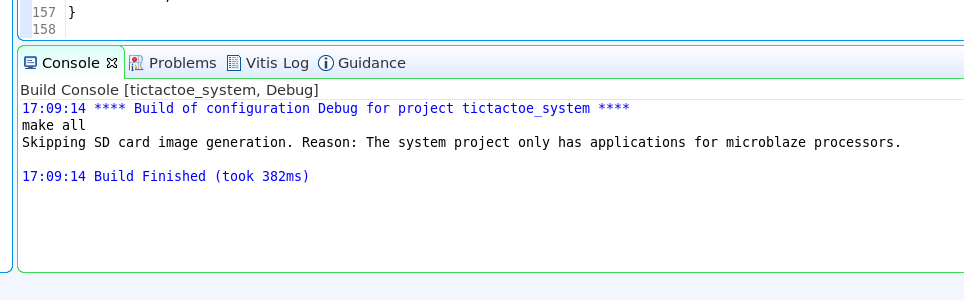 157 }
158
Console Problems Vitis Log Guidance
Build Console [tictactoe_system, Debug]
17:09:14 **** Build of configuration Debug for project tictactoe_system ****
make all
Skipping SD card image generation. Reason: The system project only has applications for microblaze processors.
17:09:14 Build Finished (took 382ms)